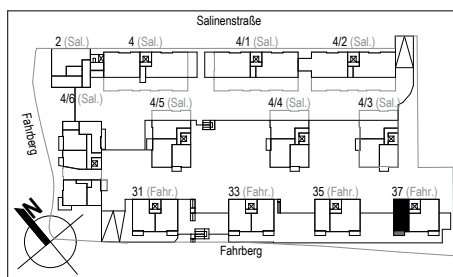 Salinenstraße
2 (Sal.) 4 (Sal.) 4/1 (Sal.) 4/2 (Sal.)
4/6 (Sal.) 4/5 (Sal.) 4/4 (Sal.) 4/3 (Sal.)
Fahrberg
31 (Fahr.) 33 (Fahr.) 35 (Fahr.) 37 (Fahr.)
N
Fahrberg